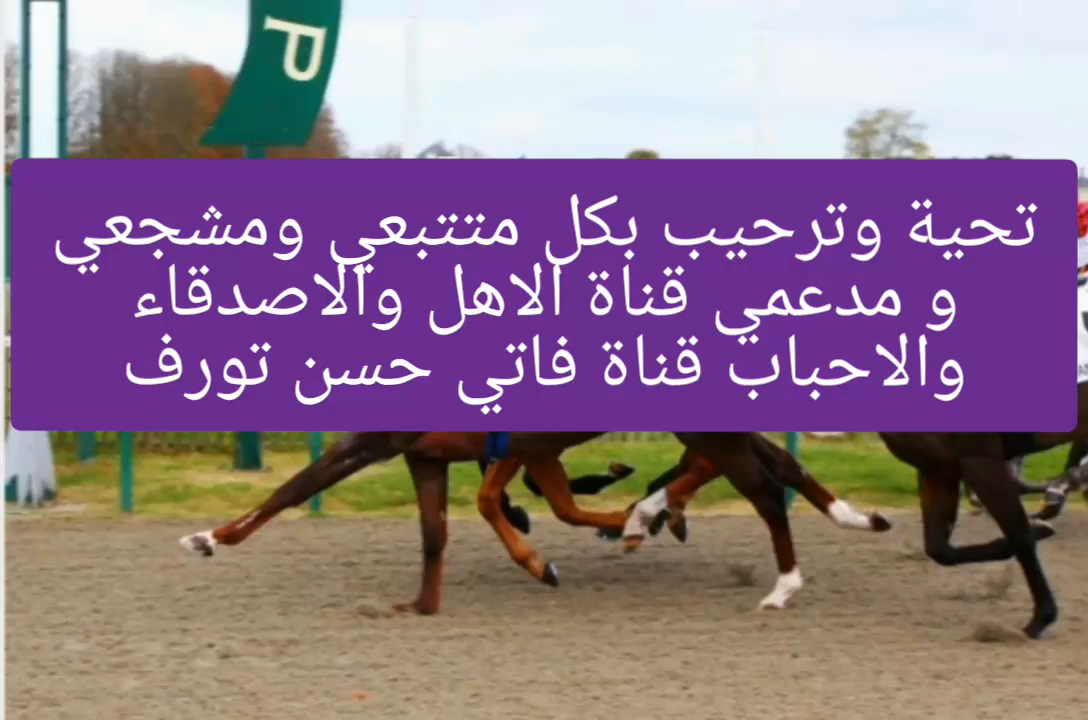 P
تحية وترحيب بكل متتبعي ومشجعي
و مدعمي قناة الاهل والاصدقاء
والاحباب قناة فاتي حسن تورف